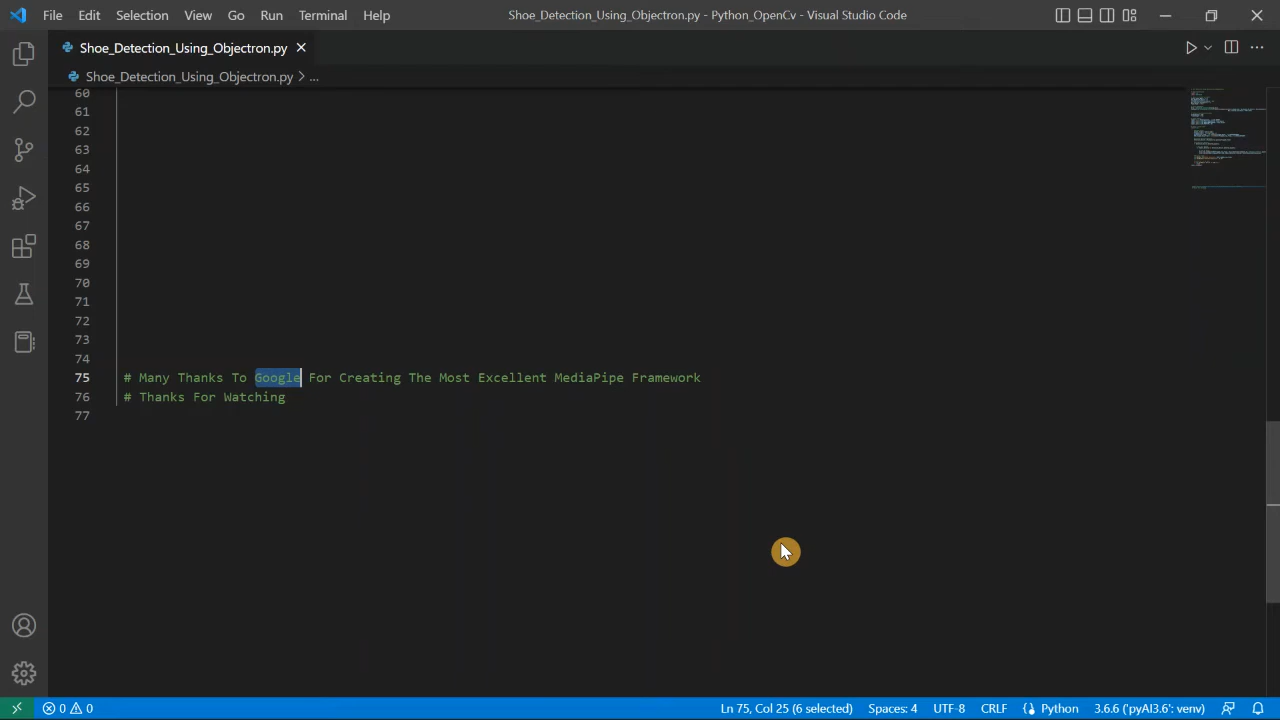 File Edit Selection View Go Run Terminal Help Shoe_Detection_Using_Objectron.py - Python_OpenCv - Visual Studio Code
Shoe_Detection_Using_Objectron.py
Shoe_Detection_Using_Objectron.py > ...
60
61
62
63
64
65
66
67
68
69
70
71
72
73
74
75 # Many Thanks To Google For Creating The Most Excellent MediaPipe Framework
76 # Thanks For Watching
77
0 0 Ln 75, Col 25 (6 selected) Spaces: 4 UTF-8 CRLF Python 3.6.6 ('pyAI3.6': venv)